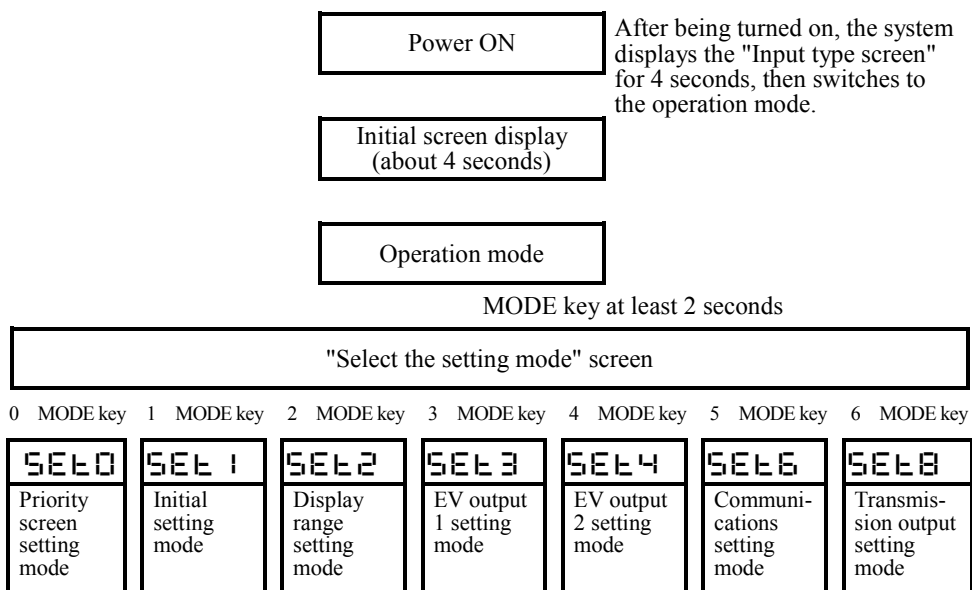 Power ON
After being turned on, the system
displays the "Input type screen"
for 4 seconds, then switches to
the operation mode.
Initial screen display
(about 4 seconds)
Operation mode
MODE key at least 2 seconds
"Select the setting mode" screen
0 MODE key 1 MODE key 2 MODE key 3 MODE key 4 MODE key 5 MODE key 6 MODE key
SEt0
Priority
screen
setting
mode
SEt1
Initial
setting
mode
SEt2
Display
range
setting
mode
SEt3
EV output
1 setting
mode
SEt4
EV output
2 setting
mode
SEt6
Communi-
cations
setting
mode
SEt8
Transmis-
sion output
setting
mode